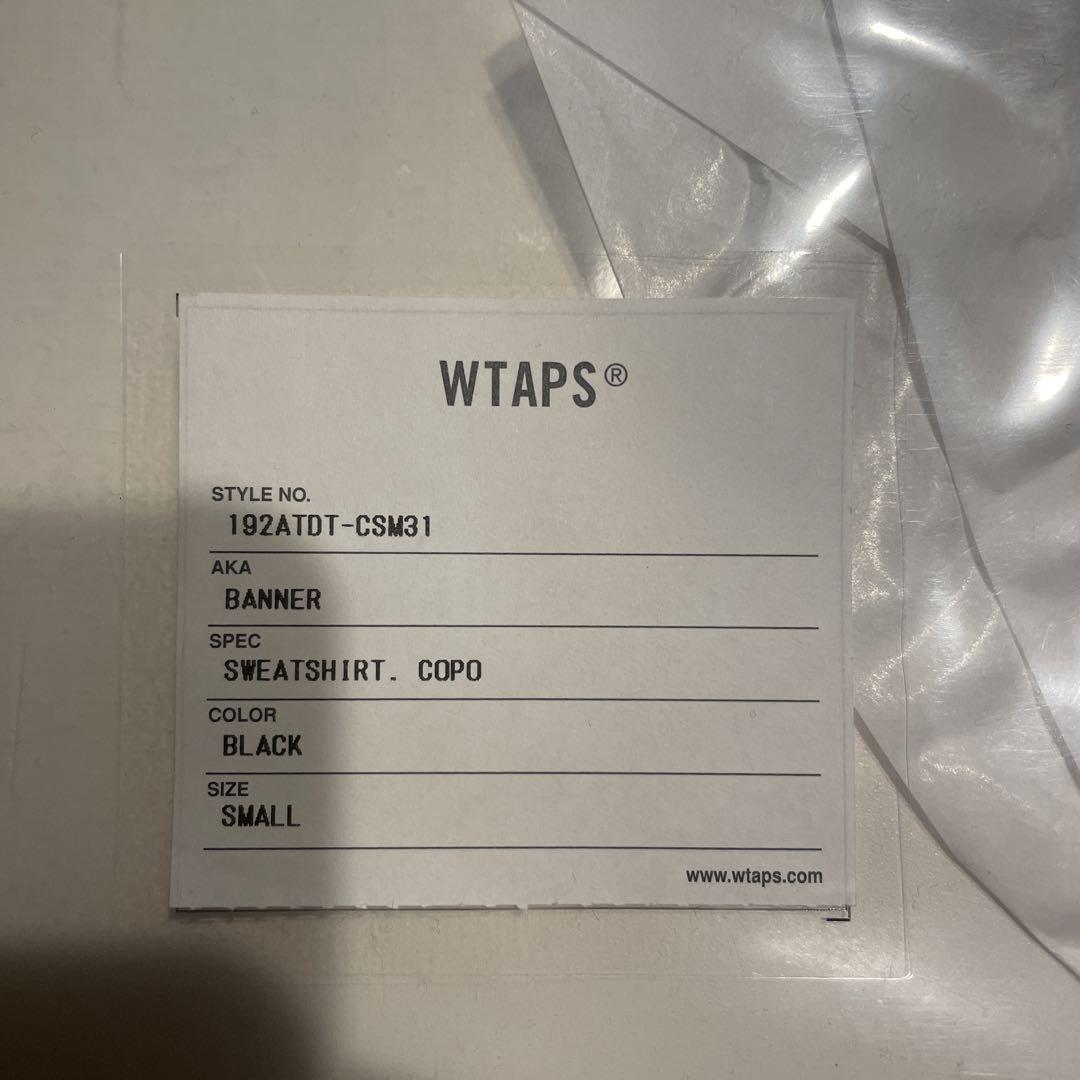 WTAPS®
STYLE NO.
192ATDT-CSM31
AKA
BANNER
SPEC
SWEATSHIRT. COPO
COLOR
BLACK
SIZE
SMALL
www.wtaps.com